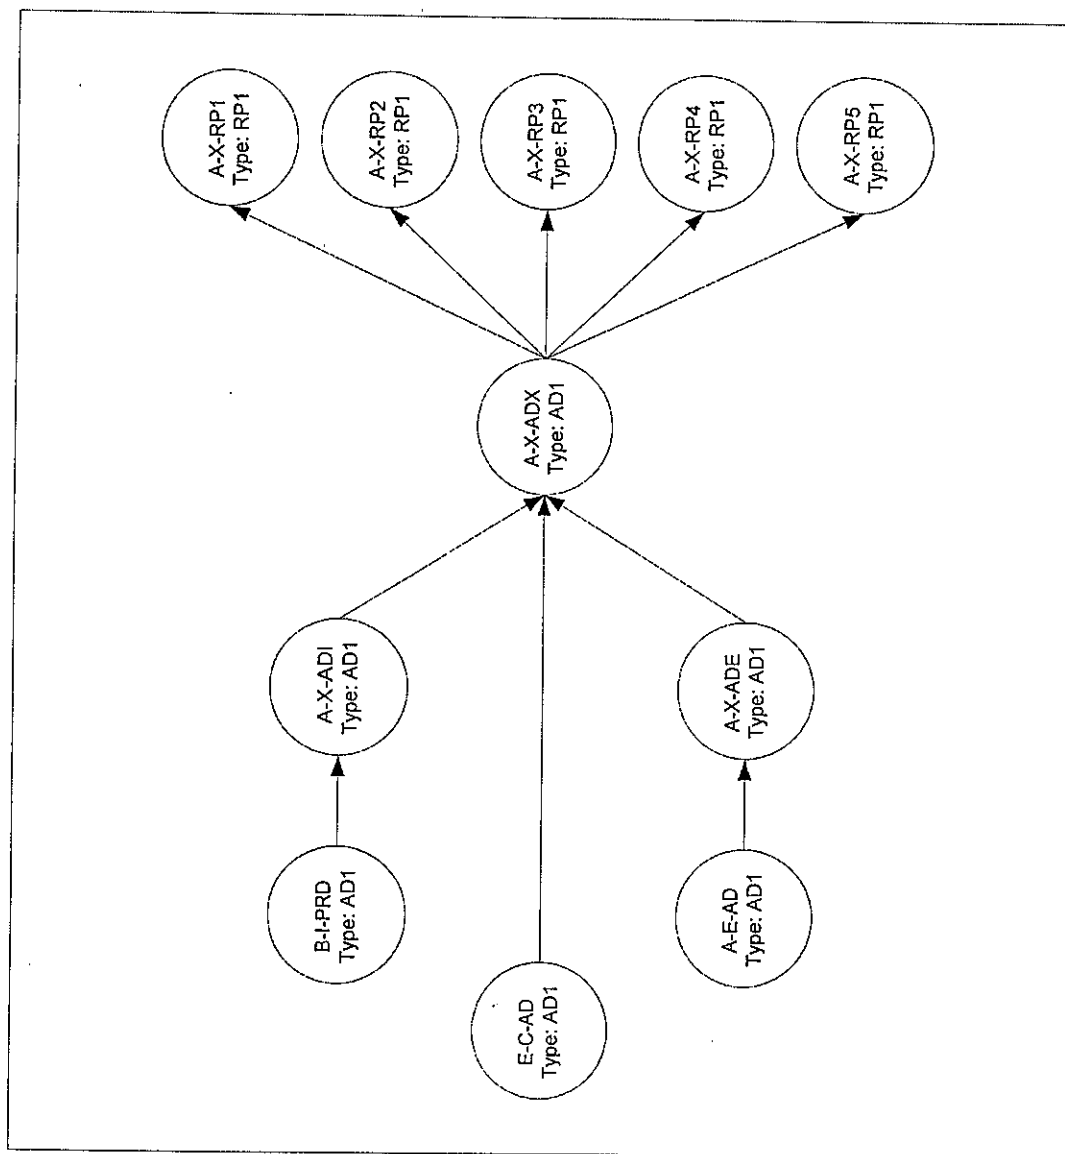 A-X-RP1
Type: RP1
A-X-RP2
Type: RP1
A-X-RP3
Type: RP1
A-X-RP4
Type: RP1
A-X-RP5
Type: RP1
A-X-ADX
Type: AD1
A-X-ADI
Type: AD1
A-X-ADE
Type: AD1
B-I-PRD
Type: AD1
A-E-AD
Type: AD1
E-C-AD
Type: AD1